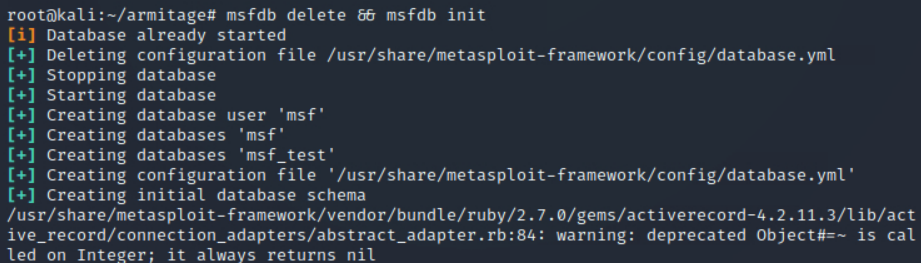 root@kali:~/armitage# msfdb delete && msfdb init
[i] Database already started
[+] Deleting configuration file /usr/share/metasploit-framework/config/database.yml
[+] Stopping database
[+] Starting database
[+] Creating database user 'msf'
[+] Creating databases 'msf'
[+] Creating databases 'msf_test'
[+] Creating configuration file '/usr/share/metasploit-framework/config/database.yml'
[+] Creating initial database schema
/usr/share/metasploit-framework/vendor/bundle/ruby/2.7.0/gems/activerecord-4.2.11.3/lib/act
ive_record/connection_adapters/abstract_adapter.rb:84: warning: deprecated Object#=~ is cal
led on Integer; it always returns nil